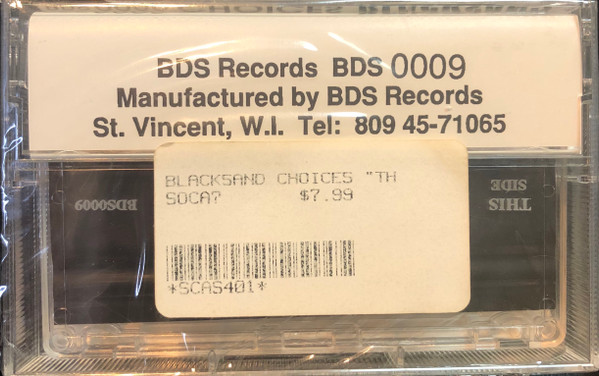 BDS Records BDS 0009
Manufactured by BDS Records
St. Vincent, W.I. Tel: 809 45-71065
BLACKSAND CHOICES "TH
SOCA? $7.99
*SCAS401*
THIS
SIDE
BDS0009